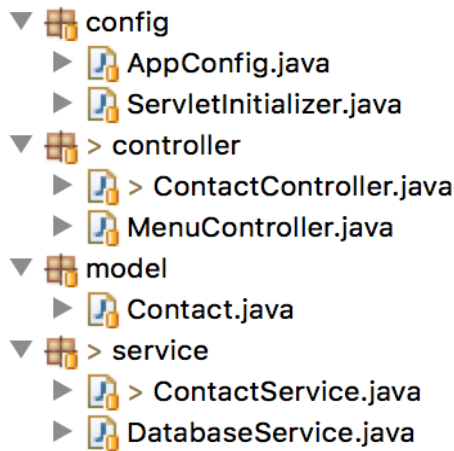 config
AppConfig.java
ServletInitializer.java
> controller
> ContactController.java
MenuController.java
model
Contact.java
> service
> ContactService.java
DatabaseService.java